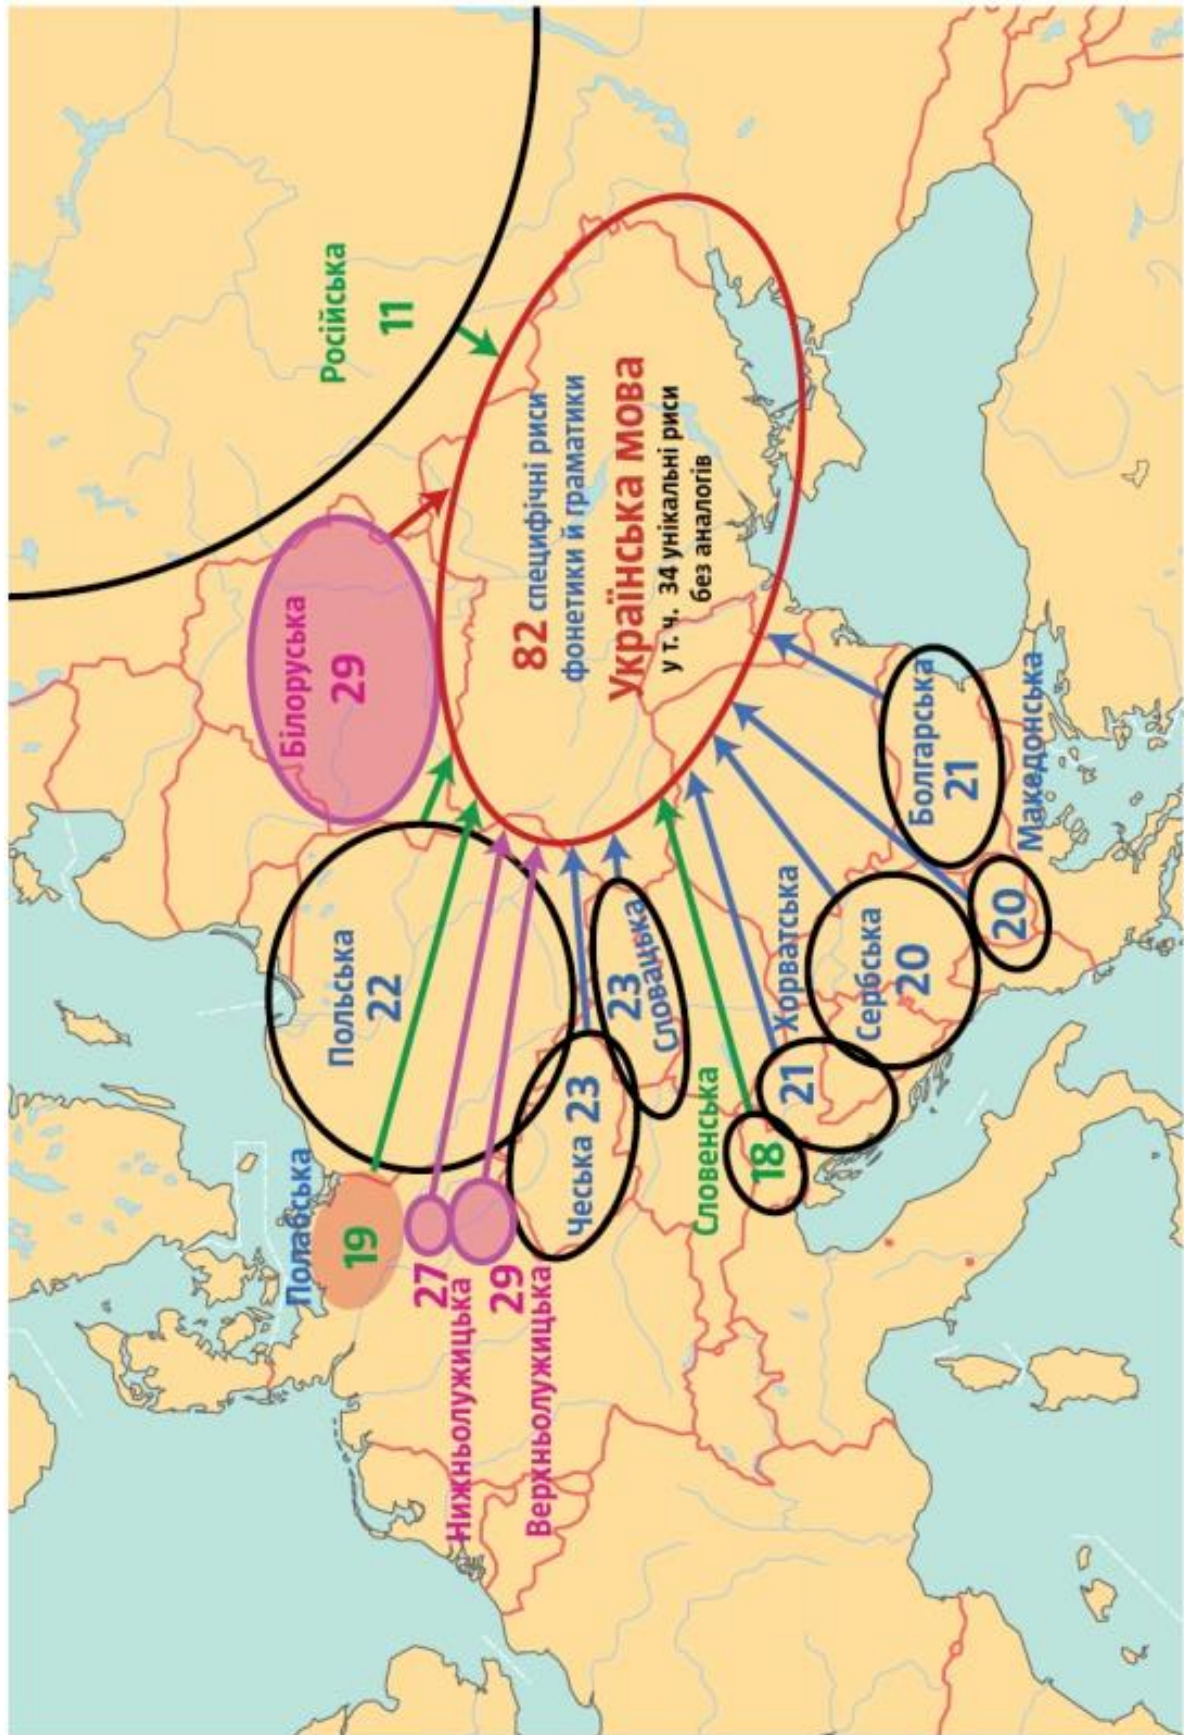 Російська
11
Білоруська
29
82 специфічні риси
фонетики й граматики
Українська мова
у т. ч. 34 унікальні риси
без аналогів
Польська
22
Полабська
19
27
Нижньолужицька
29
Верхньолужицька
Чеська 23
23
Словацька
Словенська
18
Хорватська
21
Сербська
20
Болгарська
21
Македонська
20